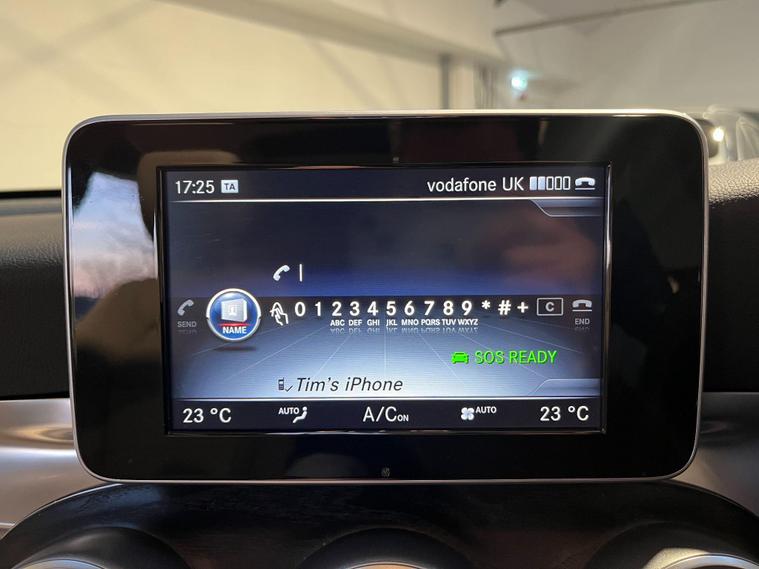 17:25 TA vodafone UK
0 1 2 3 4 5 6 7 8 9 * # + C
ABC DEF GHI JKL MNO PQRS TUV WXYZ
SEND NAME END
SOS READY
Tim's iPhone
23 °C AUTO A/C ON AUTO 23 °C